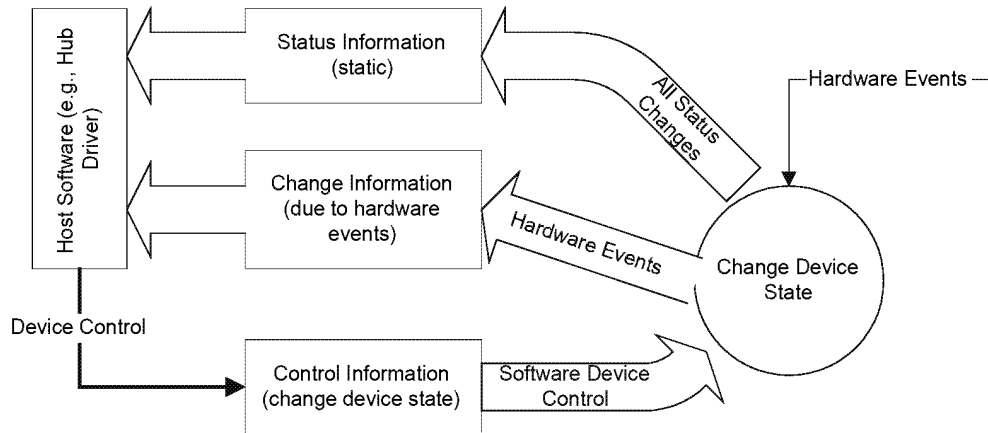 Host Software (e.g., Hub
Driver)
Status Information
(static)
All Status
Changes
Hardware Events
Change Information
(due to hardware
events)
Hardware Events
Change Device
State
Device Control
Control Information
(change device state)
Software Device
Control